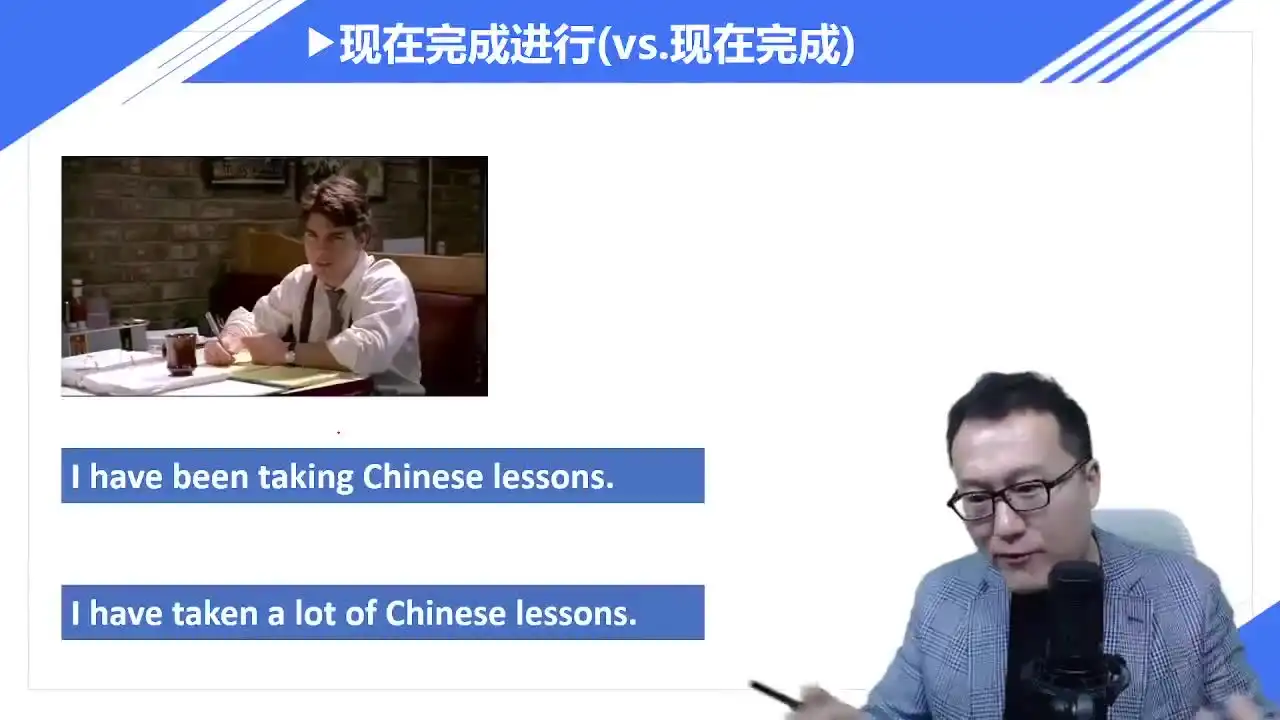 ▶现在完成进行(vs.现在完成)
I have been taking Chinese lessons.
I have taken a lot of Chinese lessons.